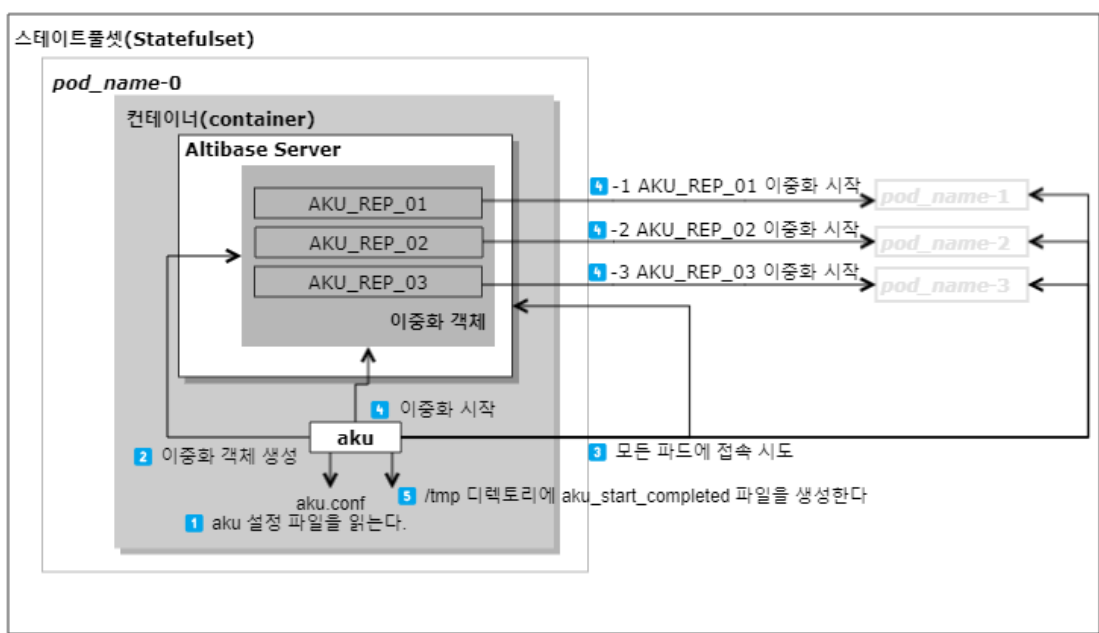 스테이트풀셋(Statefulset)
pod_name-0
컨테이너(container)
Altibase Server
AKU_REP_01
AKU_REP_02
AKU_REP_03
이중화 객체
4 -1 AKU_REP_01 이중화 시작
4 -2 AKU_REP_02 이중화 시작
4 -3 AKU_REP_03 이중화 시작
pod_name-1
pod_name-2
pod_name-3
4 이중화 시작
aku
2 이중화 객체 생성
3 모든 파드에 접속 시도
aku.conf
5 /tmp 디렉토리에 aku_start_completed 파일을 생성한다
1 aku 설정 파일을 읽는다.